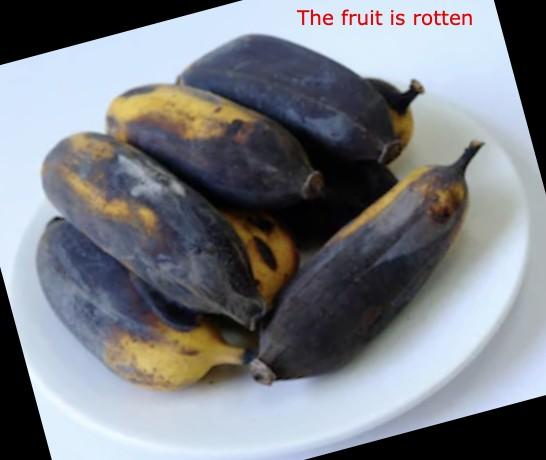 The fruit is rotten